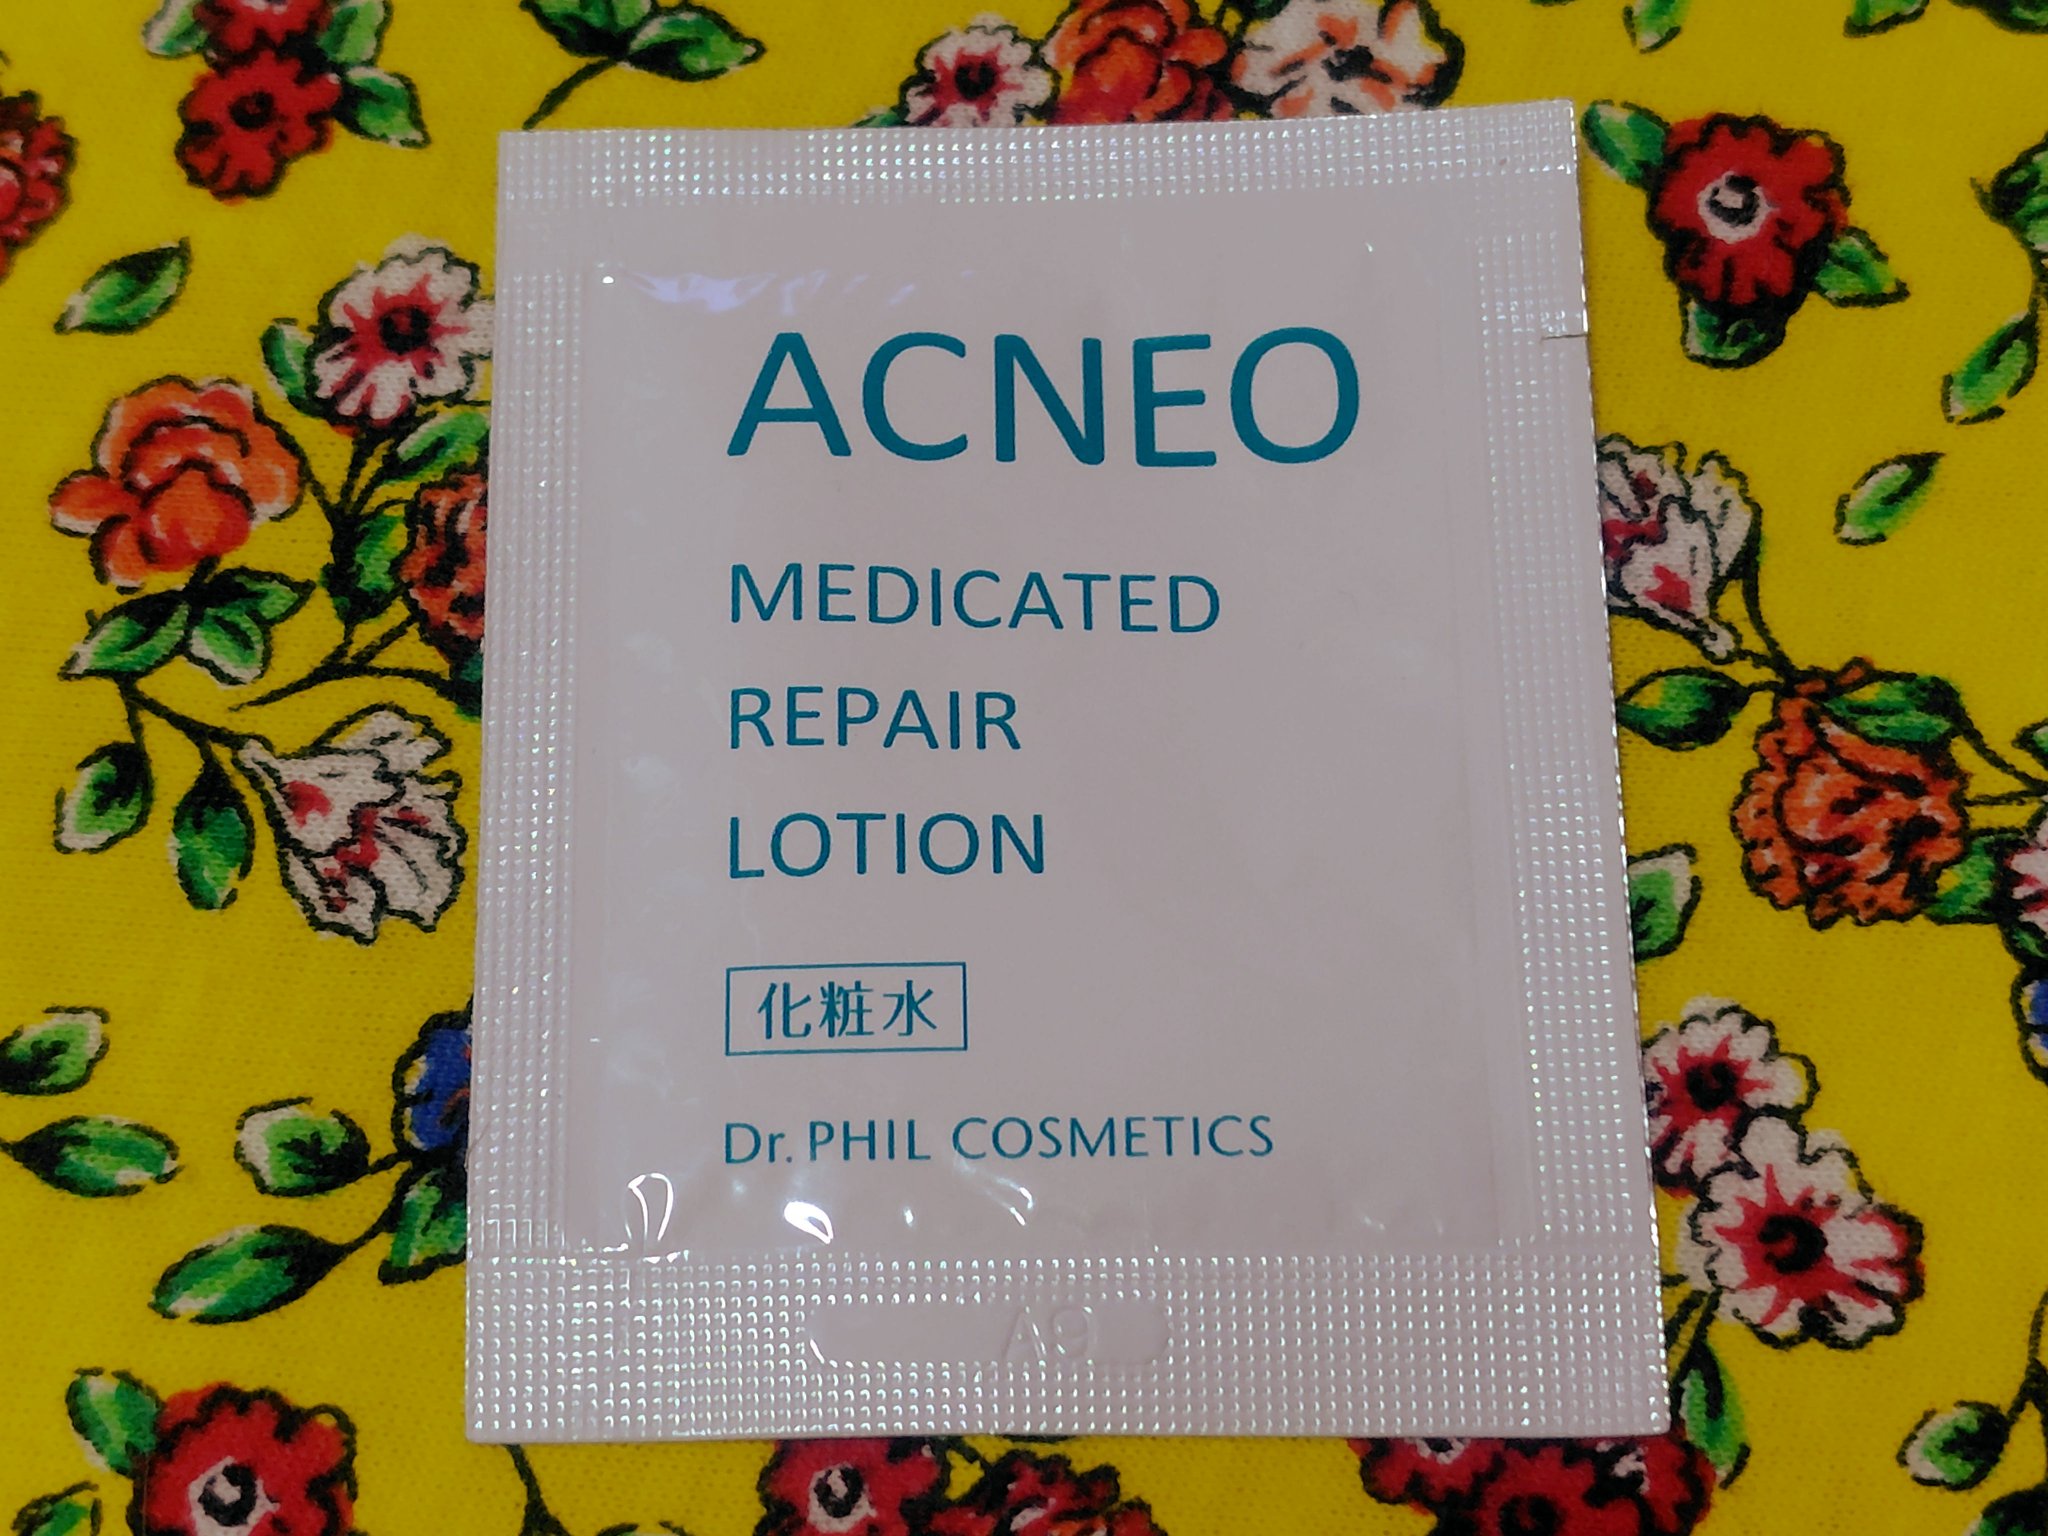 ACNEO
MEDICATED
REPAIR
LOTION
化粧水
Dr. PHIL COSMETICS
A9